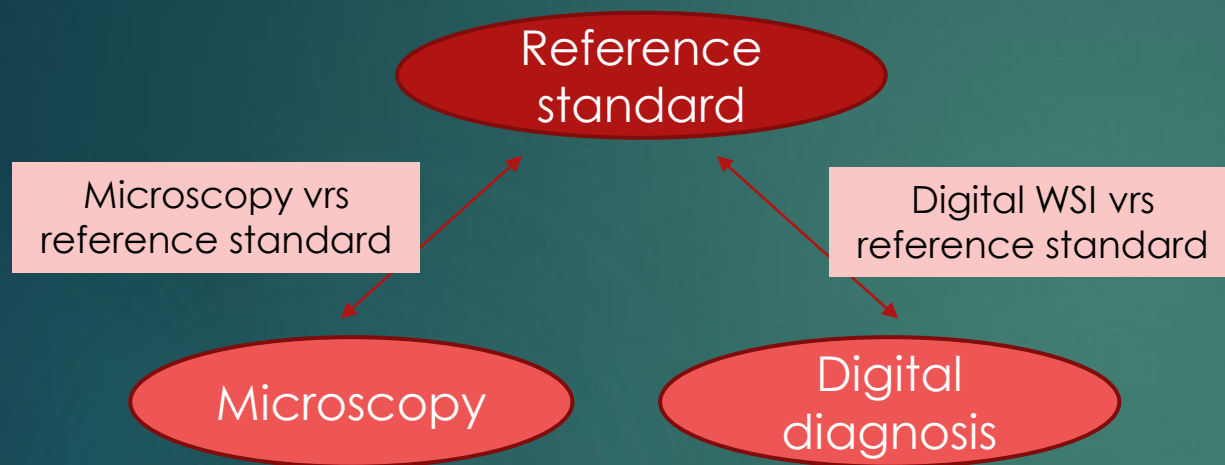 Reference
standard
Microscopy vrs
reference standard
Digital WSI vrs
reference standard
Microscopy
Digital
diagnosis